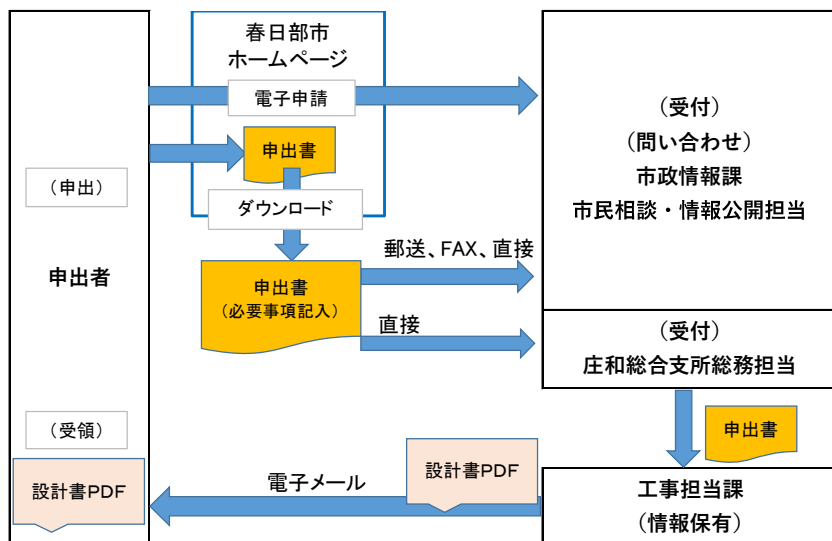 春日部市
ホームページ
電子申請
申出書
ダウンロード
(申出)
申出者
申出書
(必要事項記入)
郵送、FAX、直接
直接
(受付)
(問い合わせ)
市政情報課
市民相談・情報公開担当
(受付)
庄和総合支所総務担当
申出書
工事担当課
(情報保有)
設計書PDF
電子メール
(受領)
設計書PDF